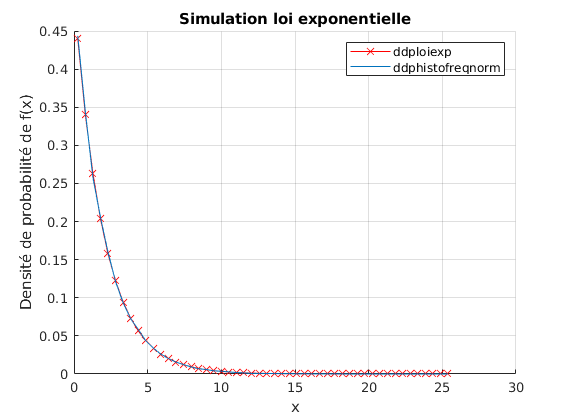 Simulation loi exponentielle
0.45
0.4
0.35
0.3
0.25
0.2
0.15
0.1
0.05
0
Densité de probabilité de f(x)
ddploiexp
ddphistofreqnorm
0 5 10 15 20 25 30
x